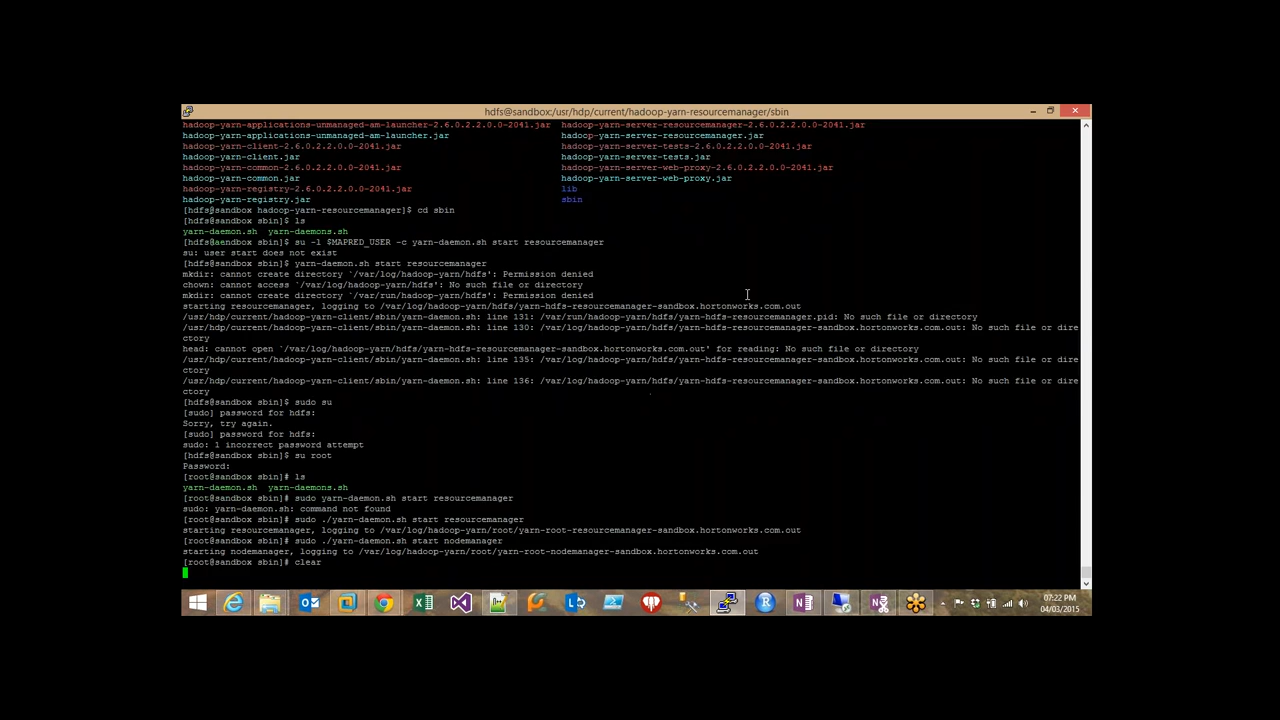 hdfs@sandbox:/usr/hdp/current/hadoop-yarn-resourcemanager/sbin
hadoop-yarn-applications-unmanaged-am-launcher-2.6.0.2.2.0.0-2041.jar hadoop-yarn-server-resourcemanager-2.6.0.2.2.0.0-2041.jar
hadoop-yarn-applications-unmanaged-am-launcher.jar hadoop-yarn-server-resourcemanager.jar
hadoop-yarn-client-2.6.0.2.2.0.0-2041.jar hadoop-yarn-server-tests-2.6.0.2.2.0.0-2041.jar
hadoop-yarn-client.jar hadoop-yarn-server-tests.jar
hadoop-yarn-common-2.6.0.2.2.0.0-2041.jar hadoop-yarn-server-web-proxy-2.6.0.2.2.0.0-2041.jar
hadoop-yarn-common.jar hadoop-yarn-server-web-proxy.jar
hadoop-yarn-registry-2.6.0.2.2.0.0-2041.jar lib
hadoop-yarn-registry.jar sbin
[hdfs@sandbox hadoop-yarn-resourcemanager]$ cd sbin
[hdfs@sandbox sbin]$ ls
yarn-daemon.sh yarn-daemons.sh
[hdfs@sandbox sbin]$ su -l $MAPRED_USER -c yarn-daemon.sh start resourcemanager
su: user start does not exist
[hdfs@sandbox sbin]$ yarn-daemon.sh start resourcemanager
mkdir: cannot create directory `/var/log/hadoop-yarn/hdfs': Permission denied
chown: cannot access `/var/log/hadoop-yarn/hdfs': No such file or directory
mkdir: cannot create directory `/var/run/hadoop-yarn/hdfs': Permission denied
starting resourcemanager, logging to /var/log/hadoop-yarn/hdfs/yarn-hdfs-resourcemanager-sandbox.hortonworks.com.out
/usr/hdp/current/hadoop-yarn-client/sbin/yarn-daemon.sh: line 131: /var/run/hadoop-yarn/hdfs/yarn-hdfs-resourcemanager.pid: No such file or directory
/usr/hdp/current/hadoop-yarn-client/sbin/yarn-daemon.sh: line 130: /var/log/hadoop-yarn/hdfs/yarn-hdfs-resourcemanager-sandbox.hortonworks.com.out: No such file or dire
ctory
head: cannot open `/var/log/hadoop-yarn/hdfs/yarn-hdfs-resourcemanager-sandbox.hortonworks.com.out' for reading: No such file or directory
/usr/hdp/current/hadoop-yarn-client/sbin/yarn-daemon.sh: line 135: /var/log/hadoop-yarn/hdfs/yarn-hdfs-resourcemanager-sandbox.hortonworks.com.out: No such file or dire
ctory
/usr/hdp/current/hadoop-yarn-client/sbin/yarn-daemon.sh: line 136: /var/log/hadoop-yarn/hdfs/yarn-hdfs-resourcemanager-sandbox.hortonworks.com.out: No such file or dire
ctory
[hdfs@sandbox sbin]$ sudo su
[sudo] password for hdfs:
Sorry, try again.
[sudo] password for hdfs:
sudo: 1 incorrect password attempt
[hdfs@sandbox sbin]$ su root
Password:
[root@sandbox sbin]# ls
yarn-daemon.sh yarn-daemons.sh
[root@sandbox sbin]# sudo yarn-daemon.sh start resourcemanager
sudo: yarn-daemon.sh: command not found
[root@sandbox sbin]# sudo ./yarn-daemon.sh start resourcemanager
starting resourcemanager, logging to /var/log/hadoop-yarn/root/yarn-root-resourcemanager-sandbox.hortonworks.com.out
[root@sandbox sbin]# sudo ./yarn-daemon.sh start nodemanager
starting nodemanager, logging to /var/log/hadoop-yarn/root/yarn-root-nodemanager-sandbox.hortonworks.com.out
[root@sandbox sbin]# clear
07:22 PM
04/03/2015